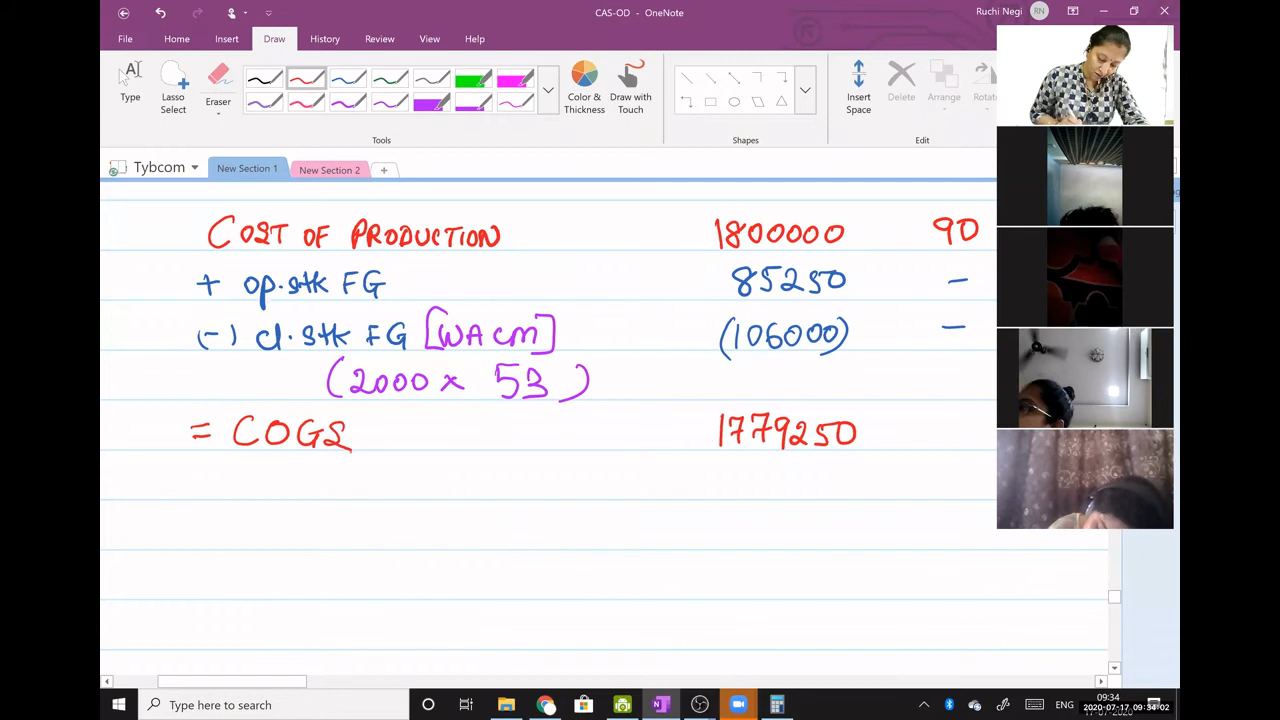 CAS-OD - OneNote
Ruchi Negi RN
File Home Insert Draw History Review View Help
Type Lasso Select Eraser Color & Thickness Draw with Touch Insert Space Delete Arrange Rotate
Tools Shapes Edit
Tybcom New Section 1 New Section 2 +
COST OF PRODUCTION 1800000 90
+ op.stk FG 85250 -
(-) cl.stk FG [WACM] (106000) -
(2000 x 53)
= COGS 1779250
Type here to search
ENG
09:34
2020-07-17 09:34:02